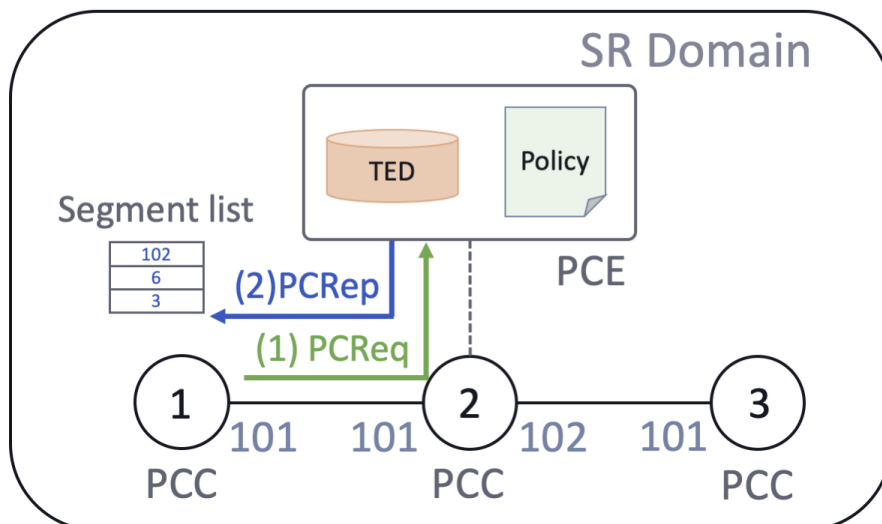 SR Domain
TED
Policy
Segment list
102
6
3
PCE
(2)PCRep
(1) PCReq
1
2
3
101
101
102
101
PCC
PCC
PCC